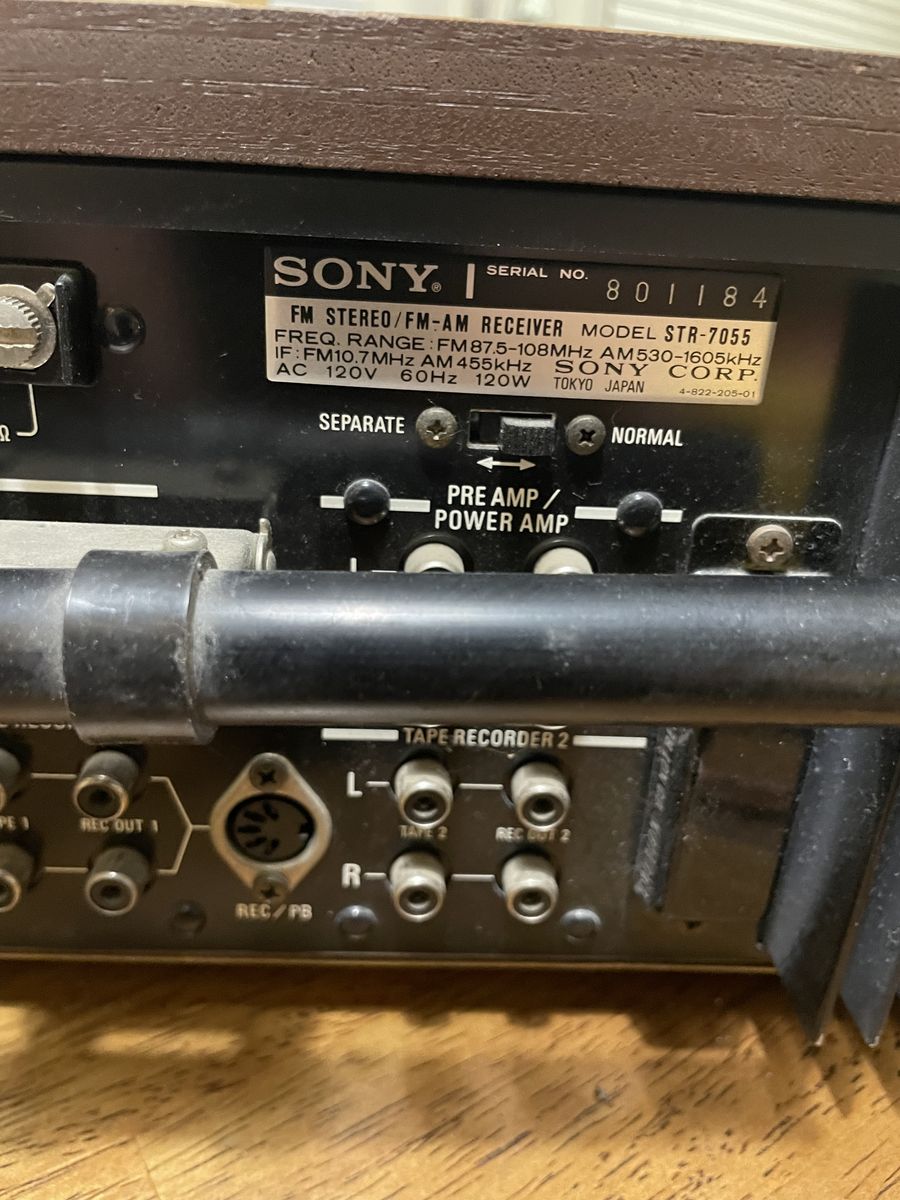 SONY® SERIAL NO. 801184
FM STEREO/FM-AM RECEIVER MODEL STR-7055
FREQ. RANGE: FM 87.5-108MHz AM 530-1605kHz
IF: FM 10.7MHz AM 455kHz SONY CORP.
AC 120V 60Hz 120W TOKYO JAPAN 4-822-205-01
SEPARATE NORMAL
Ω
PRE AMP/
POWER AMP
L
TAPE RECORDER 2
L
REC OUT 1 TAPE 2 REC OUT 2
R
REC/PB